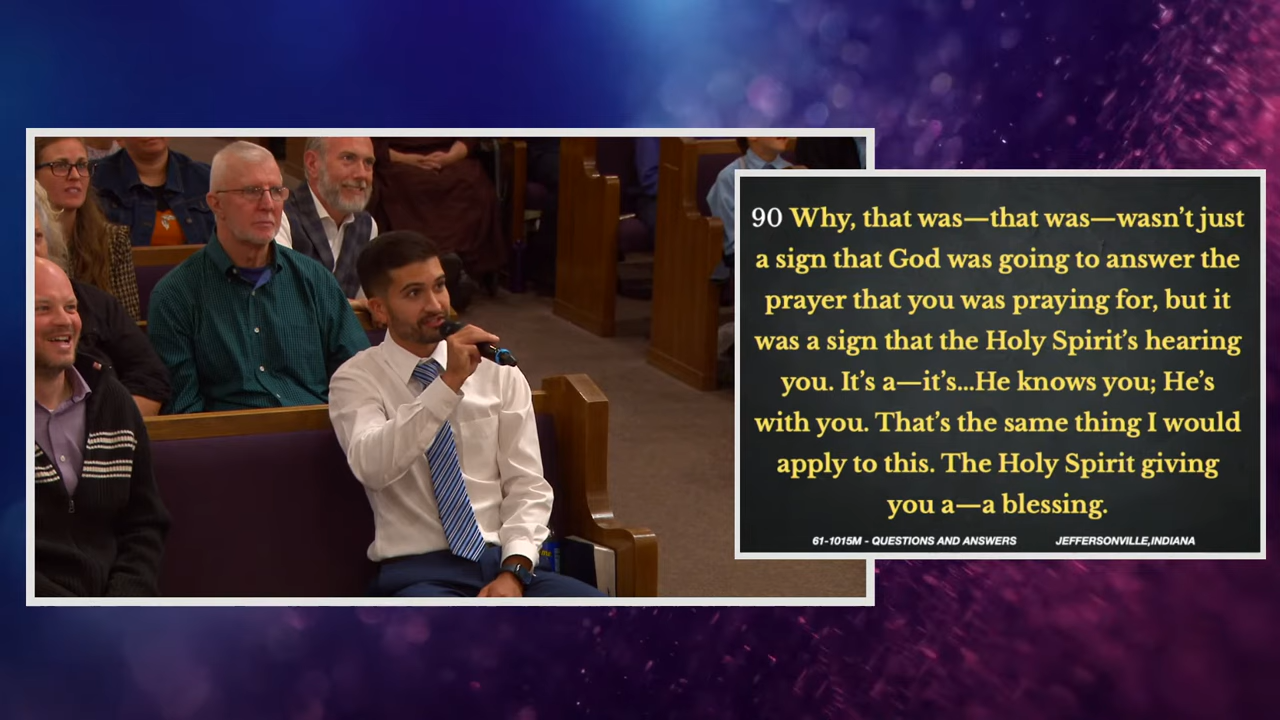 90 Why, that was—that was—wasn’t just
a sign that God was going to answer the
prayer that you was praying for, but it
was a sign that the Holy Spirit’s hearing
you. It’s a—it’s...He knows you; He’s
with you. That’s the same thing I would
apply to this. The Holy Spirit giving
you a—a blessing.
61-1015M - QUESTIONS AND ANSWERS JEFFERSONVILLE,INDIANA